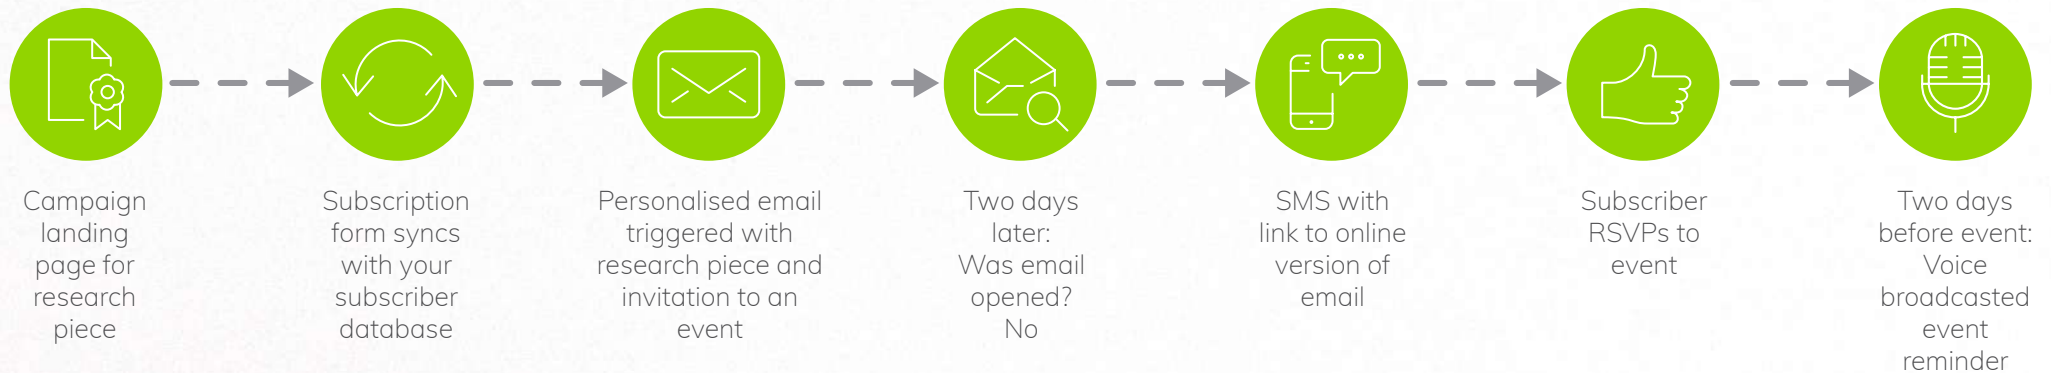 Campaign
landing
page for
research
piece
Subscription
form syncs
with your
subscriber
database
Personalised email
triggered with
research piece and
invitation to an
event
Two days
later:
Was email
opened?
No
SMS with
link to online
version of
email
Subscriber
RSVPs to
event
Two days
before event:
Voice
broadcasted
event
reminder